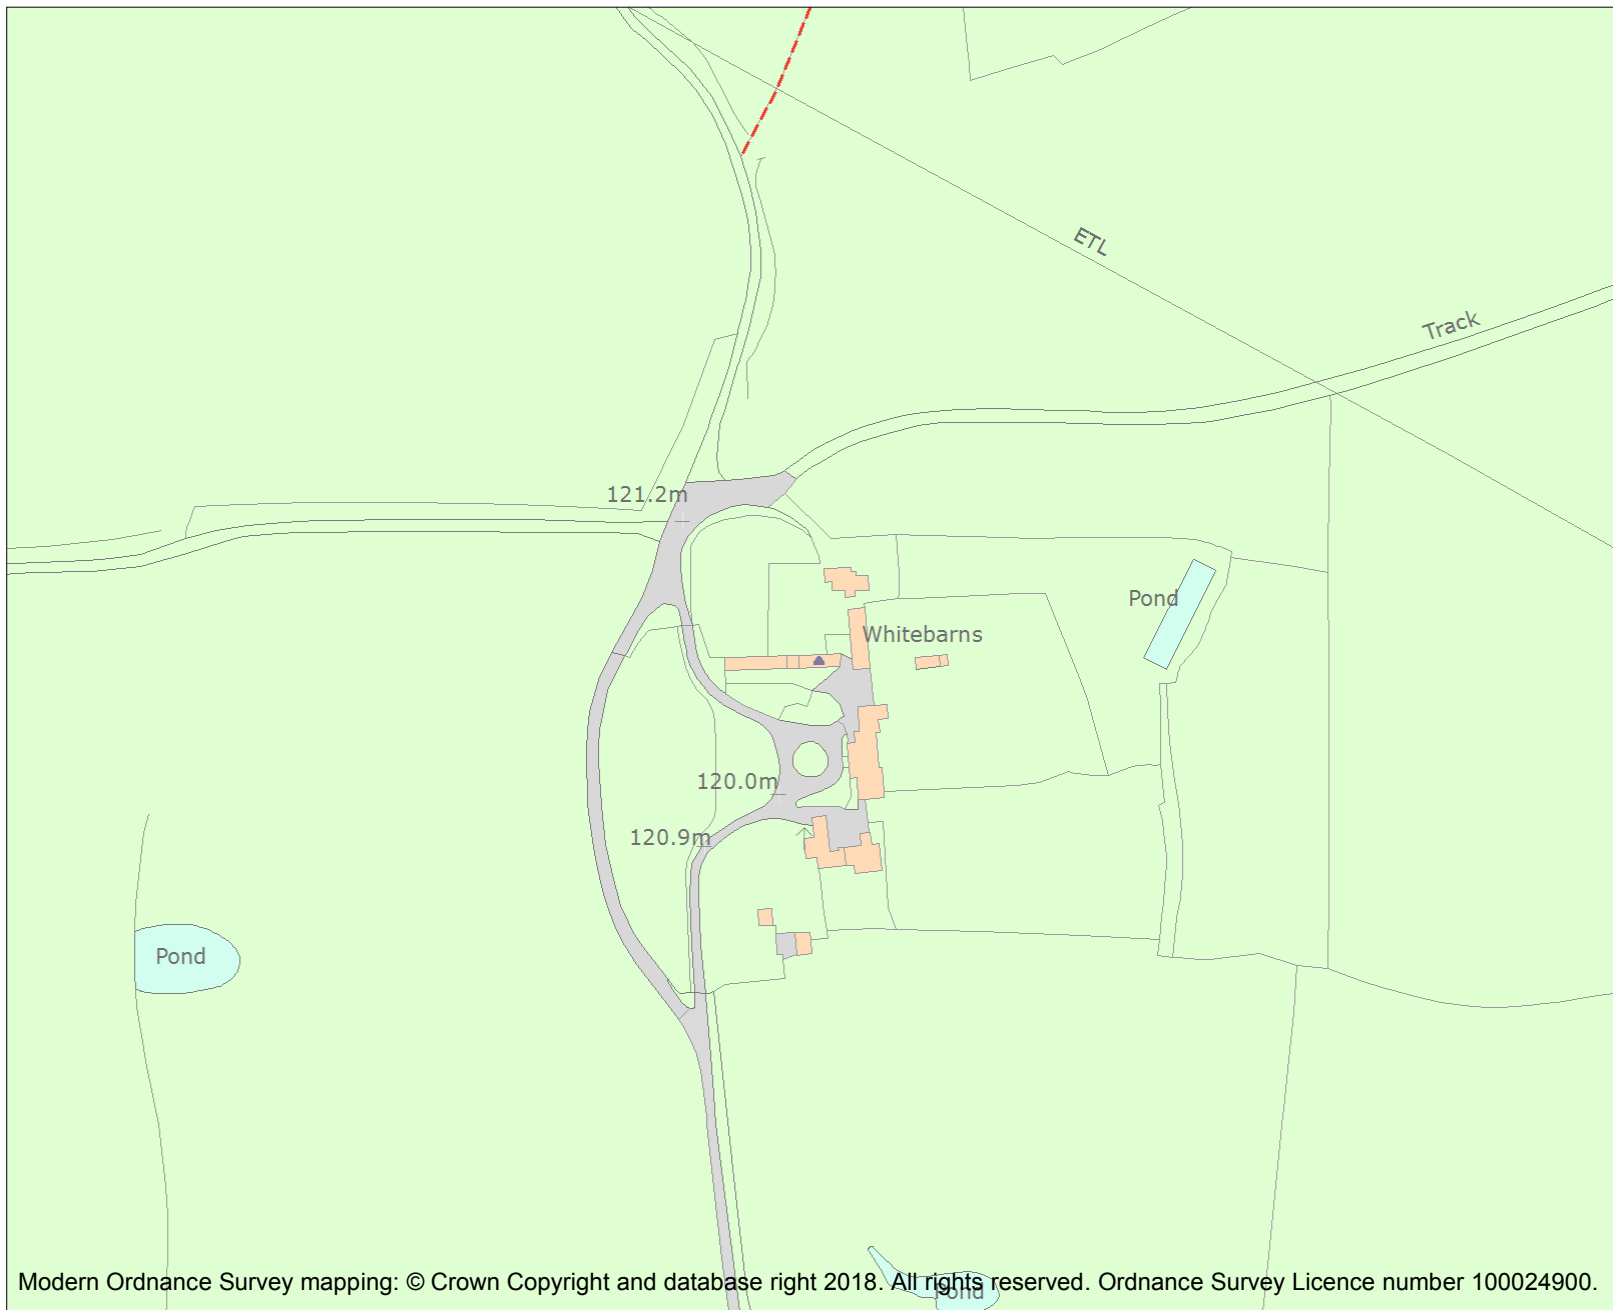 ETL
Track
121.2m
Pond
Whitebarns
120.0m
120.9m
Pond
Modern Ordnance Survey mapping: © Crown Copyright and database right 2018. All rights reserved. Ordnance Survey Licence number 100024900.
Pond